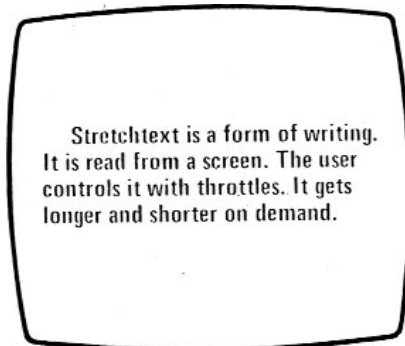 Stretchtext is a form of writing.
It is read from a screen. The user
controls it with throttles. It gets
longer and shorter on demand.